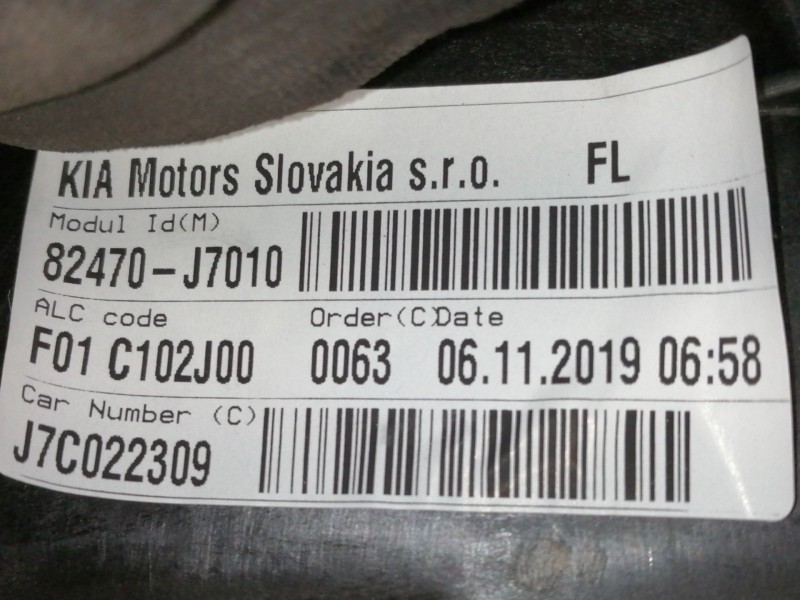 KIA Motors Slovakia s.r.o. FL
Modul Id(M)
82470-J7010
ALC code Order(C)Date
F01 C102J00 0063 06.11.2019 06:58
Car Number (C)
J7C022309